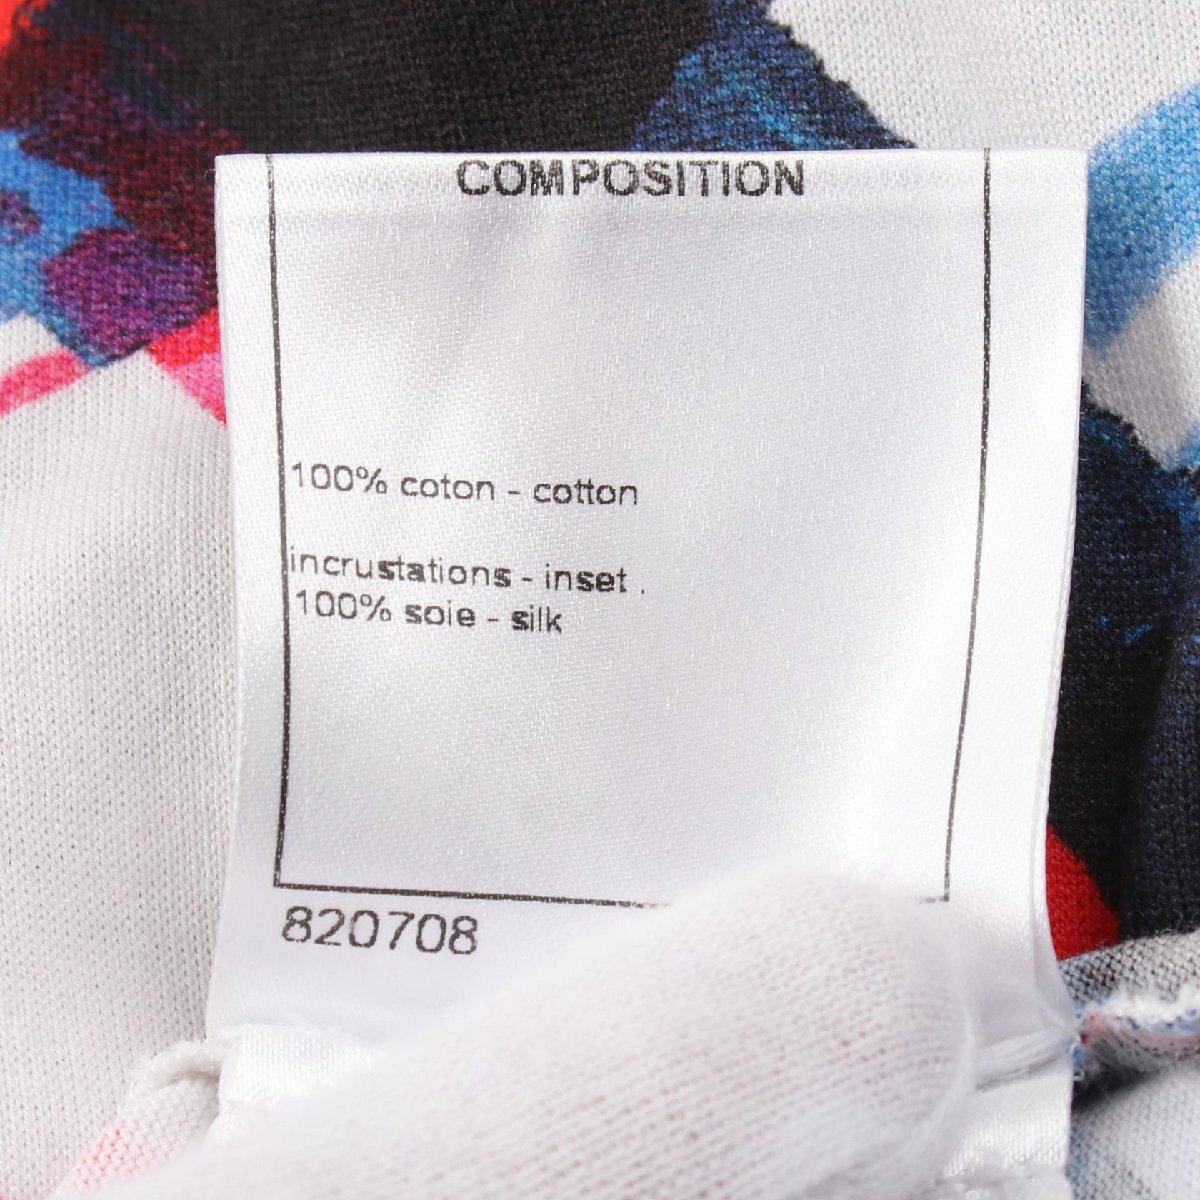 COMPOSITION
100% coton - cotton
incrustations - inset .
100% soie - silk
820708